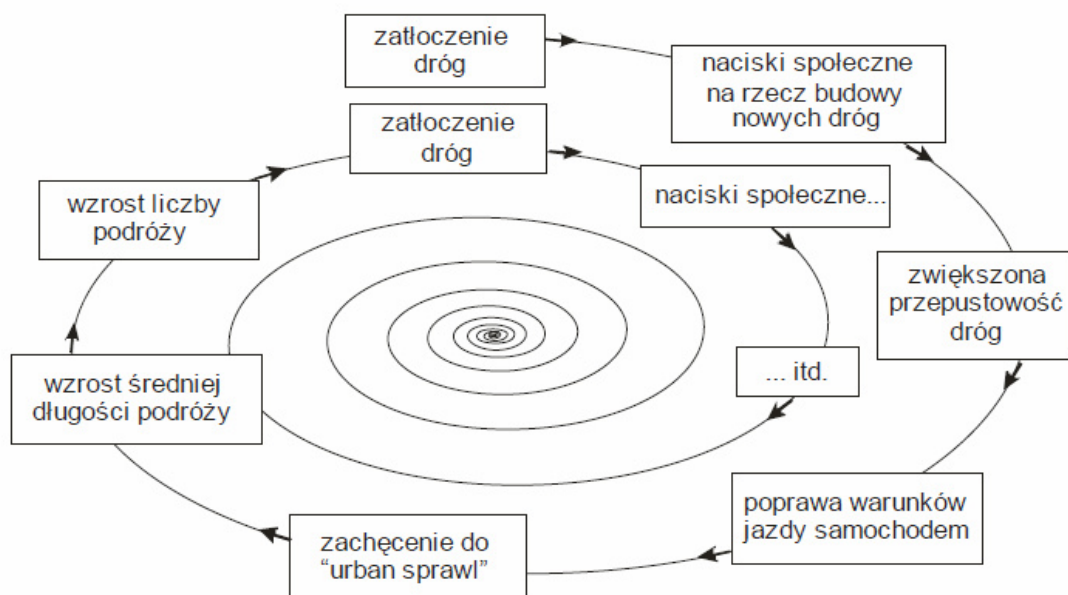 zatłoczenie
dróg
naciski społeczne
na rzecz budowy
nowych dróg
zwiększona
przepustowość
dróg
poprawa warunków
jazdy samochodem
zachęcenie do
“urban sprawl”
wzrost średniej
długości podróży
wzrost liczby
podróży
zatłoczenie
dróg
naciski społeczne...
... itd.